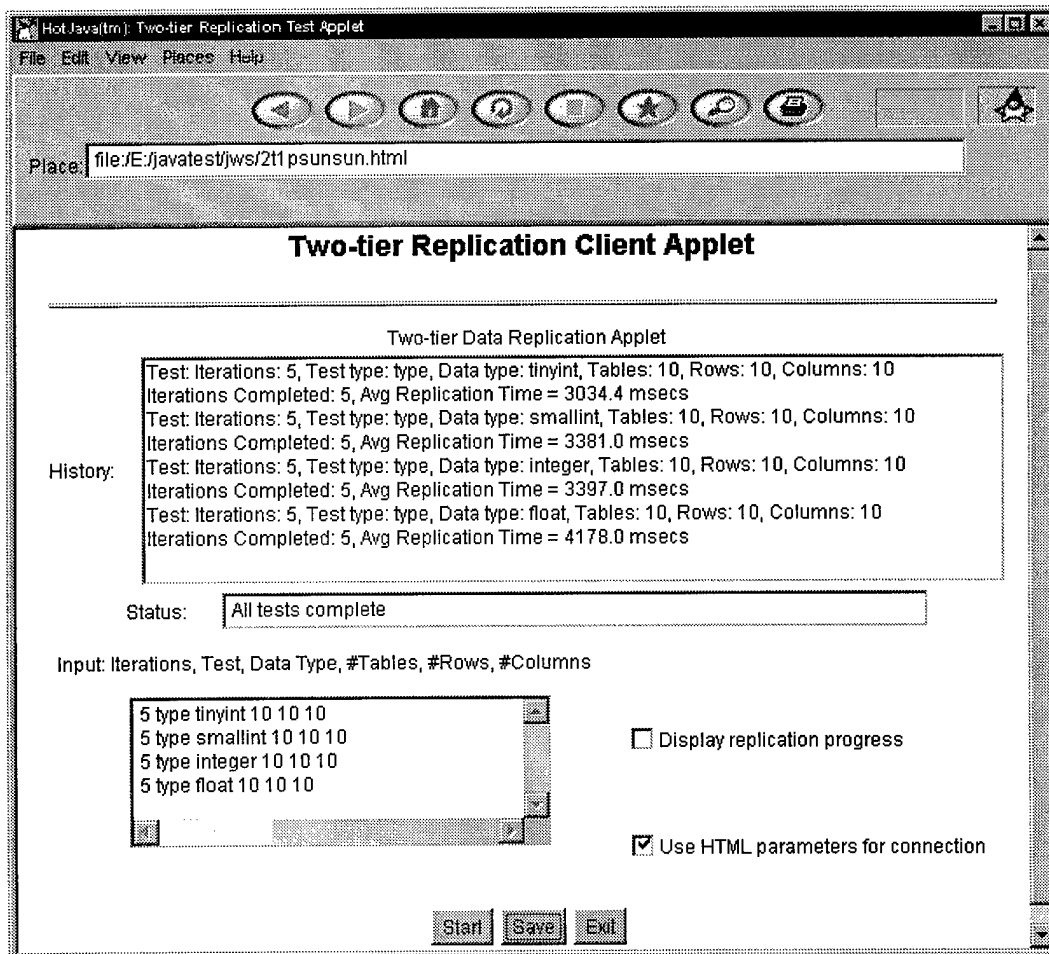 HotJava(tm): Two-tier Replication Test Applet
File Edit View Places Help
Place: file:/E:/javatest/jws/2t1psunsun.html
Two-tier Replication Client Applet
Two-tier Data Replication Applet
History:
Test: Iterations: 5, Test type: type, Data type: tinyint, Tables: 10, Rows: 10, Columns: 10
Iterations Completed: 5, Avg Replication Time = 3034.4 msecs
Test: Iterations: 5, Test type: type, Data type: smallint, Tables: 10, Rows: 10, Columns: 10
Iterations Completed: 5, Avg Replication Time = 3381.0 msecs
Test: Iterations: 5, Test type: type, Data type: integer, Tables: 10, Rows: 10, Columns: 10
Iterations Completed: 5, Avg Replication Time = 3397.0 msecs
Test: Iterations: 5, Test type: type, Data type: float, Tables: 10, Rows: 10, Columns: 10
Iterations Completed: 5, Avg Replication Time = 4178.0 msecs
Status: All tests complete
Input: Iterations, Test, Data Type, #Tables, #Rows, #Columns
5 type tinyint 10 10 10
5 type smallint 10 10 10
5 type integer 10 10 10
5 type float 10 10 10
Display replication progress
Use HTML parameters for connection
Start Save Exit